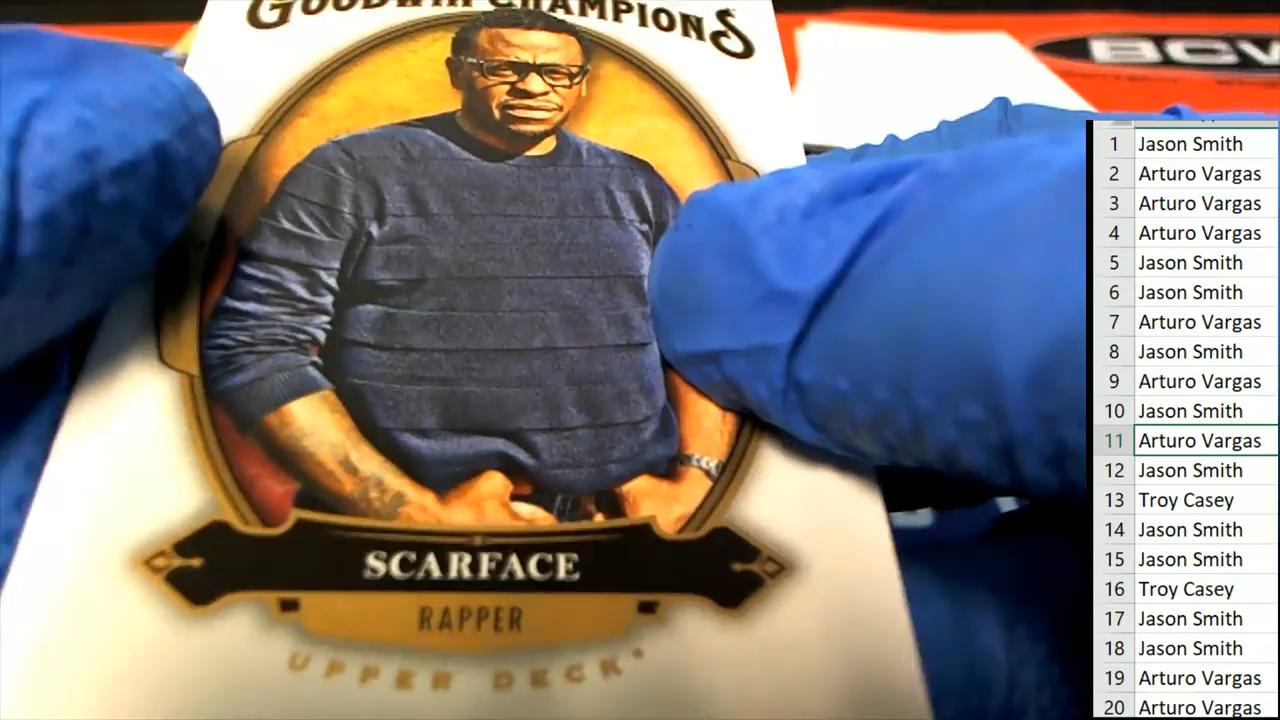 GOODWIN CHAMPIONS
SCARFACE
RAPPER
UPPER DECK
BCW
1 Jason Smith
2 Arturo Vargas
3 Arturo Vargas
4 Arturo Vargas
5 Jason Smith
6 Jason Smith
7 Arturo Vargas
8 Jason Smith
9 Arturo Vargas
10 Jason Smith
11 Arturo Vargas
12 Jason Smith
13 Troy Casey
14 Jason Smith
15 Jason Smith
16 Troy Casey
17 Jason Smith
18 Jason Smith
19 Arturo Vargas
20 Arturo Vargas